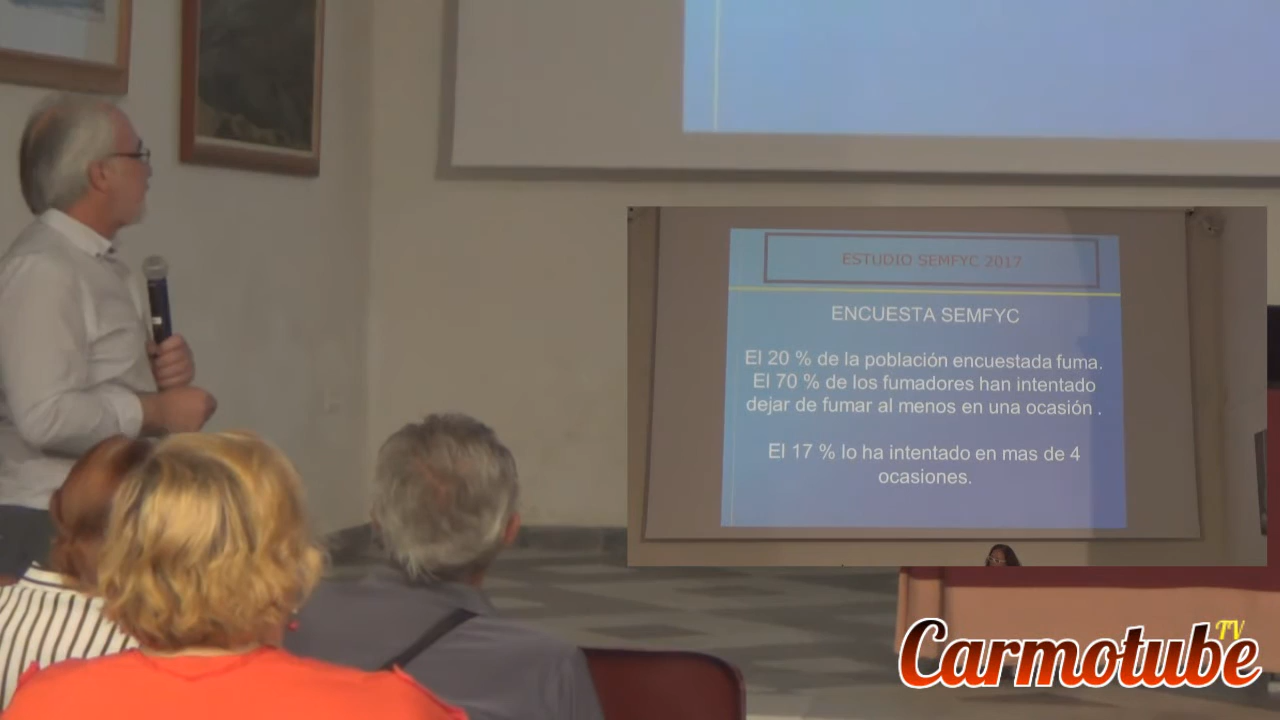 ESTUDIO SEMFYC 2017
ENCUESTA SEMFYC
El 20 % de la población encuestada fuma.
El 70 % de los fumadores han intentado
dejar de fumar al menos en una ocasión .
El 17 % lo ha intentado en mas de 4
ocasiones.
Carmotube TV